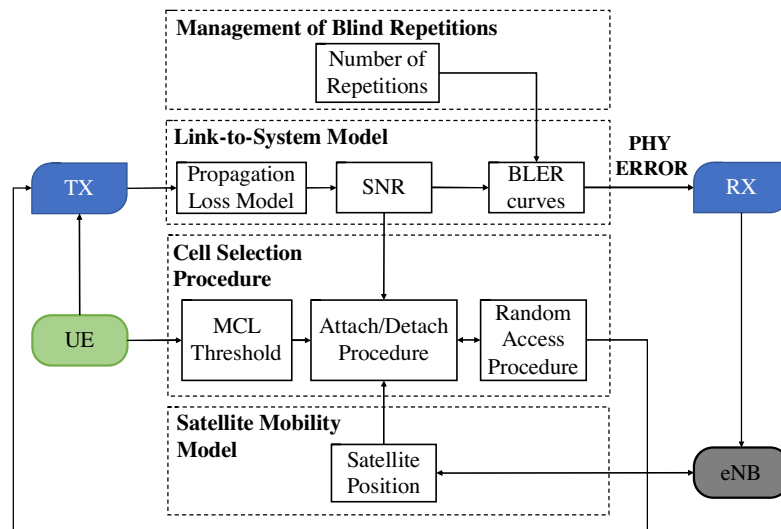 Management of Blind Repetitions
Number of
Repetitions
Link-to-System Model
PHY
ERROR
TX
Propagation
Loss Model
SNR
BLER
curves
RX
Cell Selection
Procedure
UE
MCL
Threshold
Attach/Detach
Procedure
Random
Access
Procedure
Satellite Mobility
Model
Satellite
Position
eNB